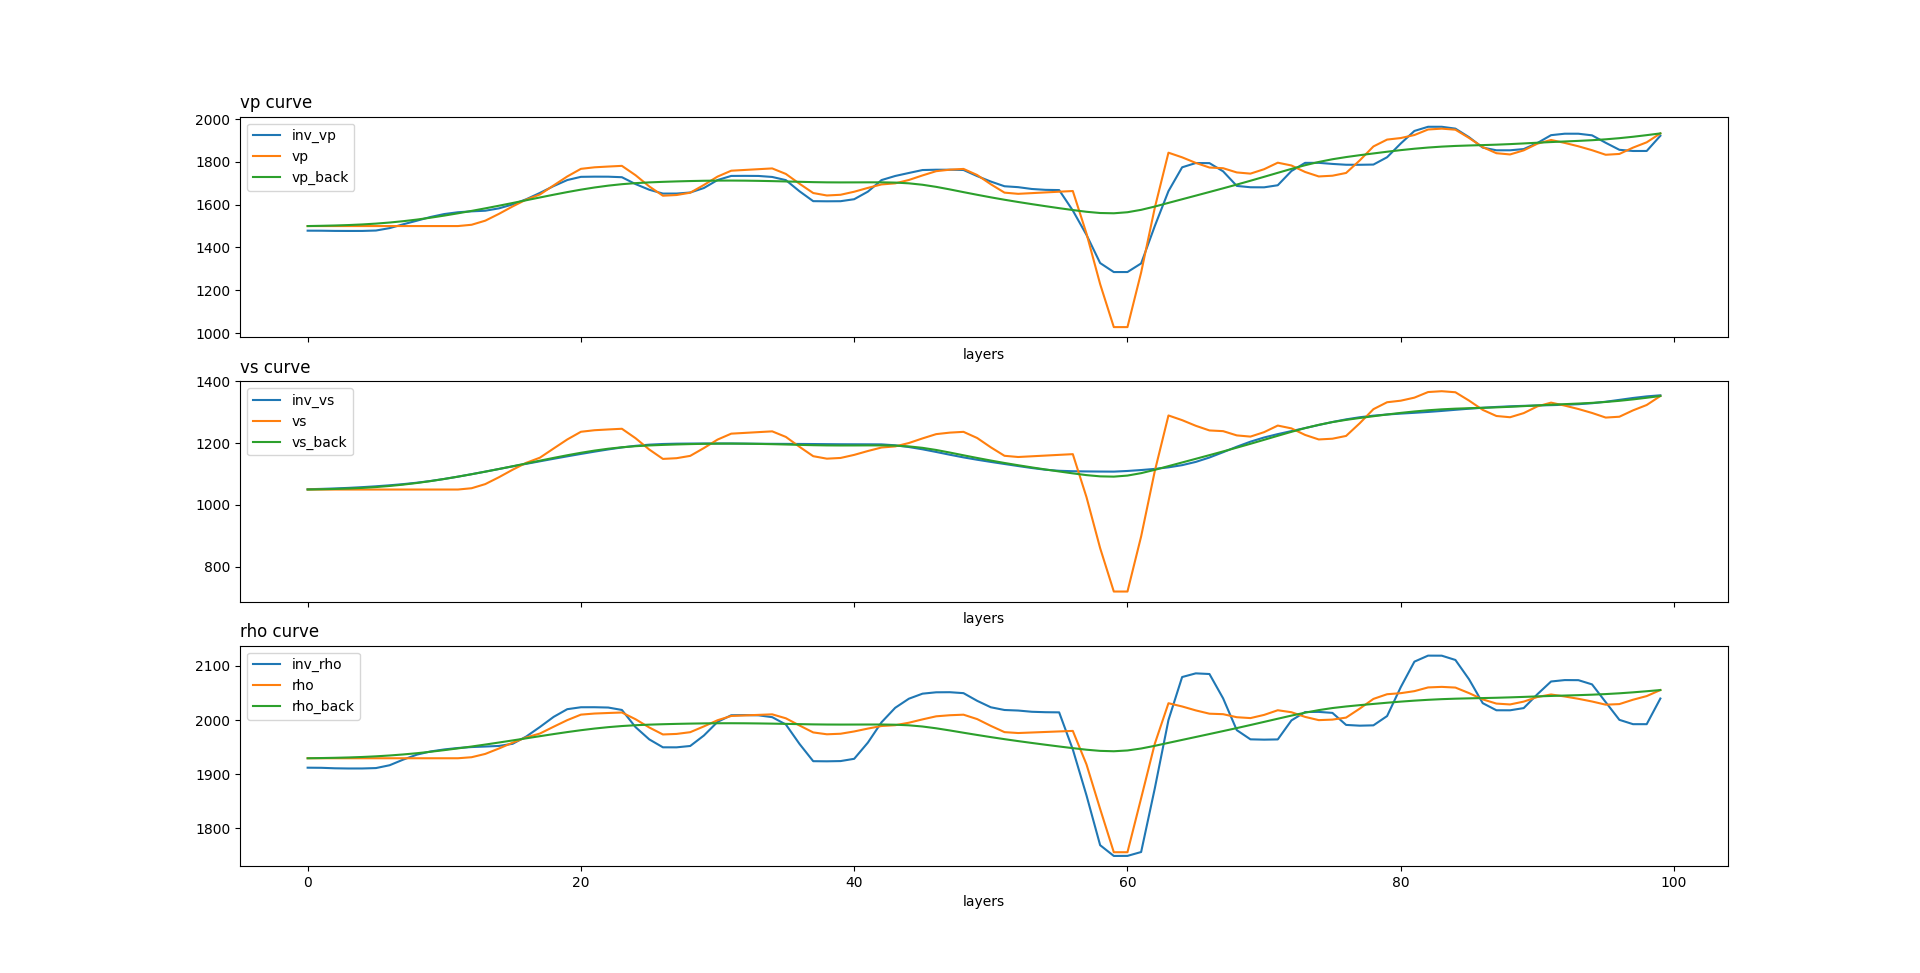 vp curve
2000
1800
1600
1400
1200
1000
inv_vp
vp
vp_back
layers
vs curve
1400
1200
1000
800
inv_vs
vs
vs_back
layers
rho curve
2100
2000
1900
1800
inv_rho
rho
rho_back
0 20 40 60 80 100
layers